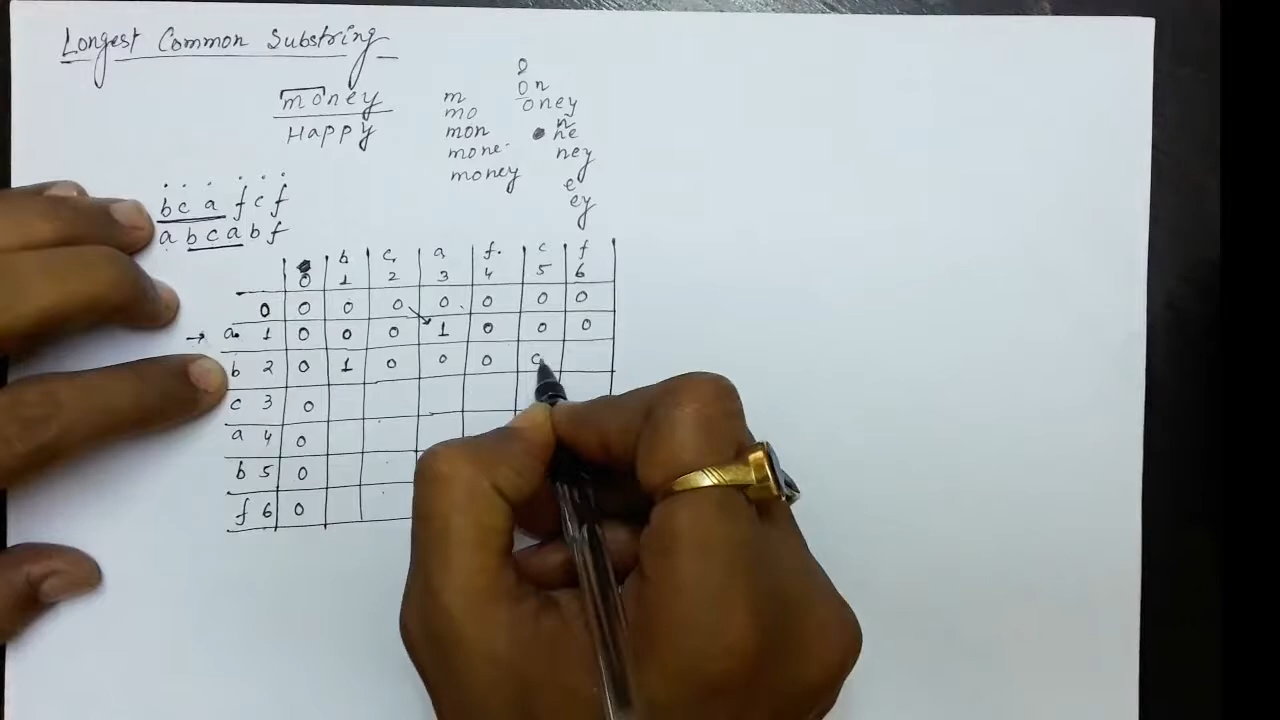 Longest Common Substring
money
Happy
m
mo
mon
mone
money
o
on
oney
n
ne
ney
e
ey
b c a f c f
a b c a b f
b c a f c f
0 1 2 3 4 5 6
0 0 0 0 0 0 0 0
→ a 1 0 0 0 1 0 0 0
b 2 0 1 0 0 0
c 3 0
a 4 0
b 5 0
f 6 0